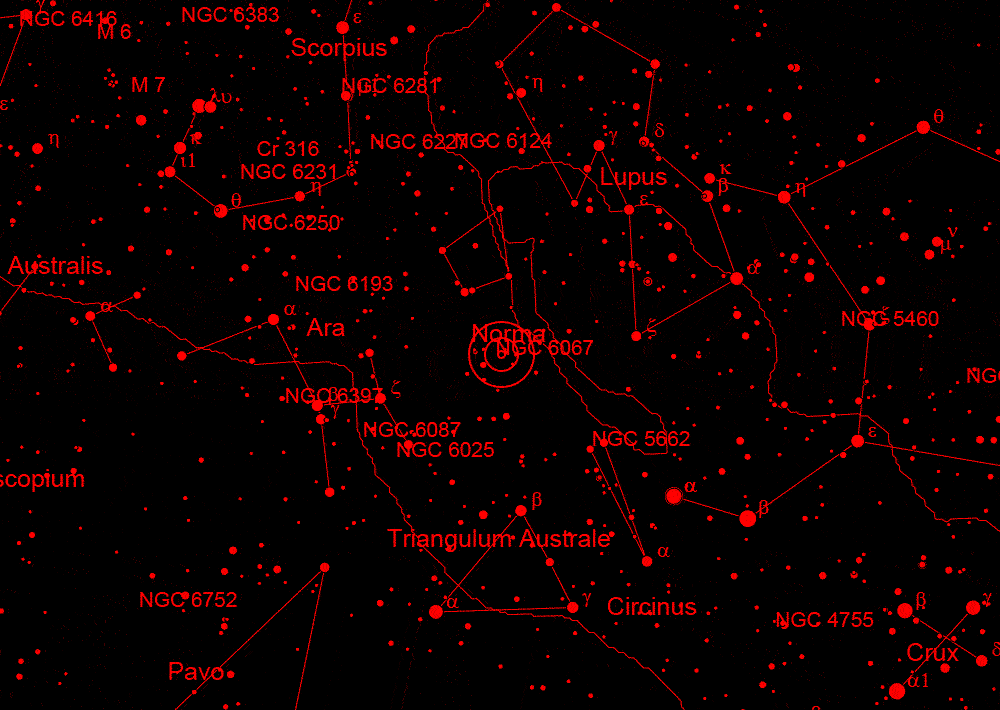 γ
NGC 6416
M 6
NGC 6383
ε
Scorpius
M 7
μ
NGC 6281
η
ε
λυ
η
κ
ι1
Cr 316
NGC 6231
η
θ
NGC 6250
NGC 6124
γ
δ
θ
Lupus
κ
β
η
ε
ν
μ
Australis
α
α
NGC 6193
α
Ara
ζ
ζ
NGC 5460
Norma
NGC 6067
NGC 6397
β
γ
ζ
NGC 6087
NGC 6025
NGC 5662
ε
NG
scopium
α
β
β
Triangulum Australe
α
NGC 6752
α
γ
Circinus
NGC 4755
β
γ
δ
Crux
α1
Pavo